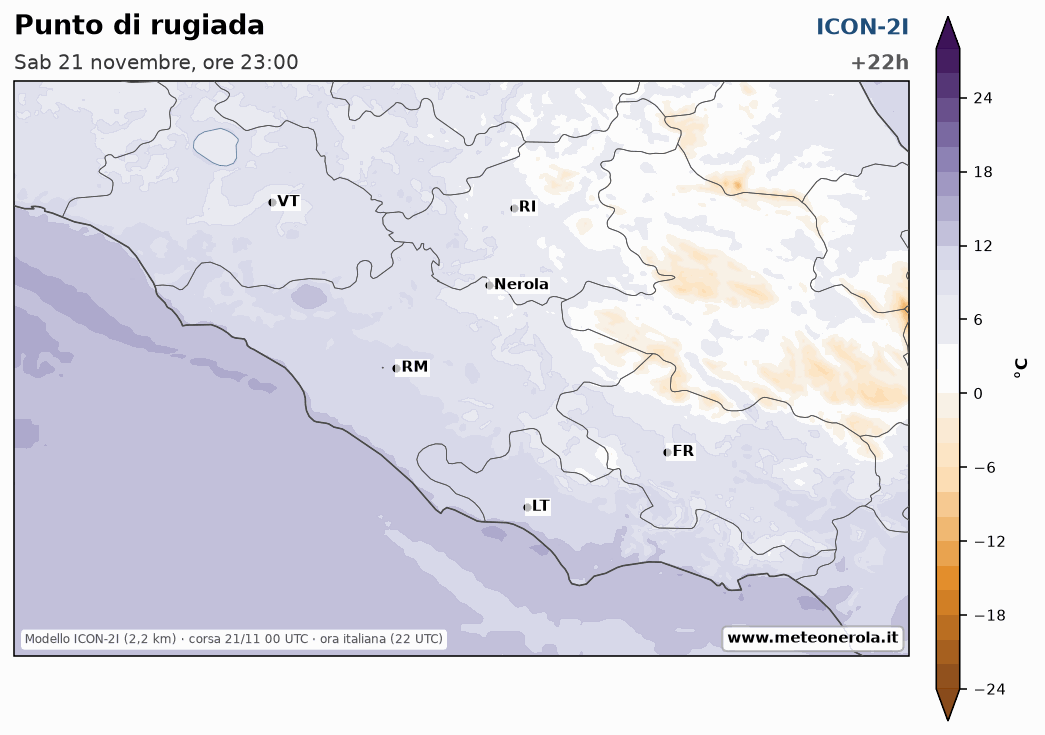 Punto di rugiada
ICON-2I
Sab 21 novembre, ore 23:00
+22h
VT
RI
Nerola
RM
FR
LT
24
18
12
6
0
−6
−12
−18
−24
°C
Modello ICON-2I (2,2 km) · corsa 21/11 00 UTC · ora italiana (22 UTC)
www.meteonerola.it